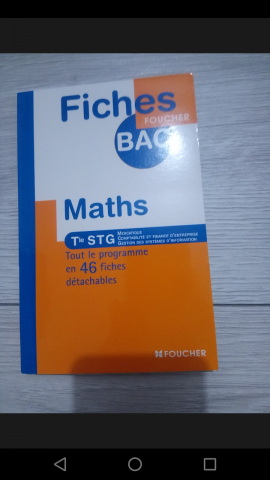 Fiches
FOUCHER
BAC
Maths
Tle STG
MERCATIQUE
COMPTABILITÉ ET FINANCE D'ENTREPRISE
GESTION DES SYSTÈMES D'INFORMATION
Tout le programme
en 46 fiches
détachables
FOUCHER